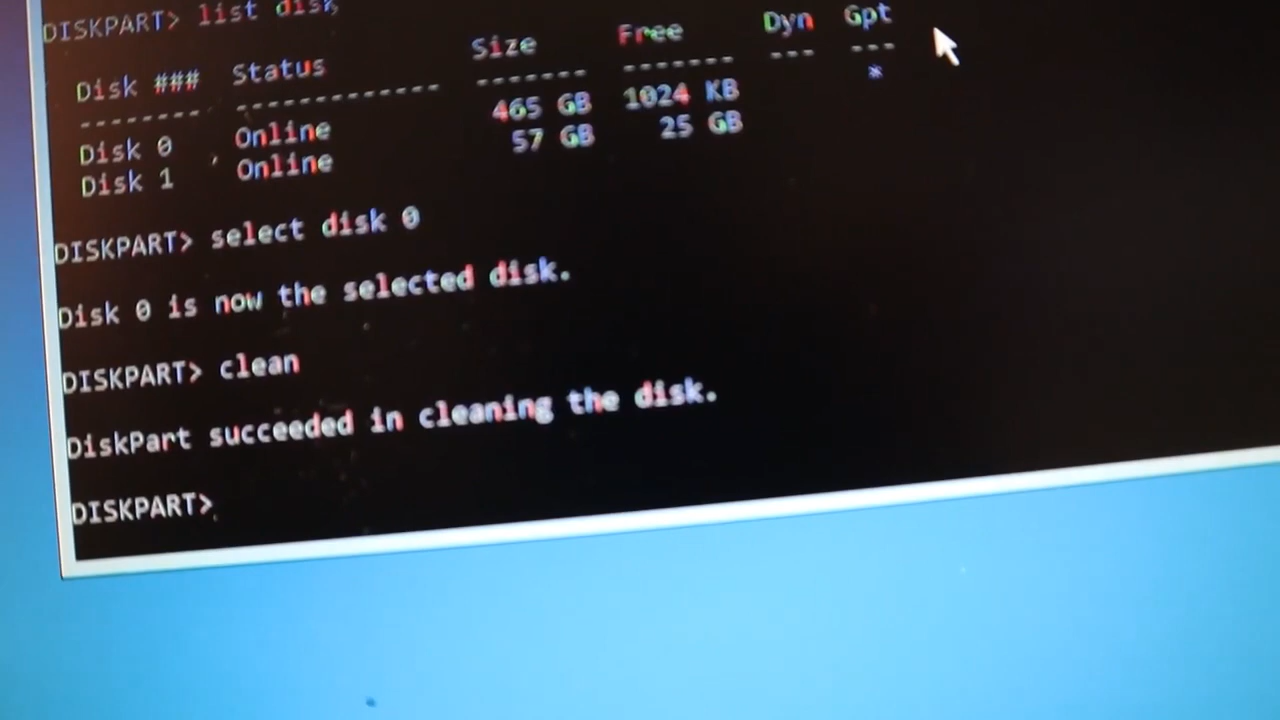 DISKPART> list disk
Disk ### Status Size Free Dyn Gpt
-------- ------------- ------- ------- --- ---
Disk 0 Online 465 GB 1024 KB *
Disk 1 Online 57 GB 25 GB
DISKPART> select disk 0
Disk 0 is now the selected disk.
DISKPART> clean
DiskPart succeeded in cleaning the disk.
DISKPART>